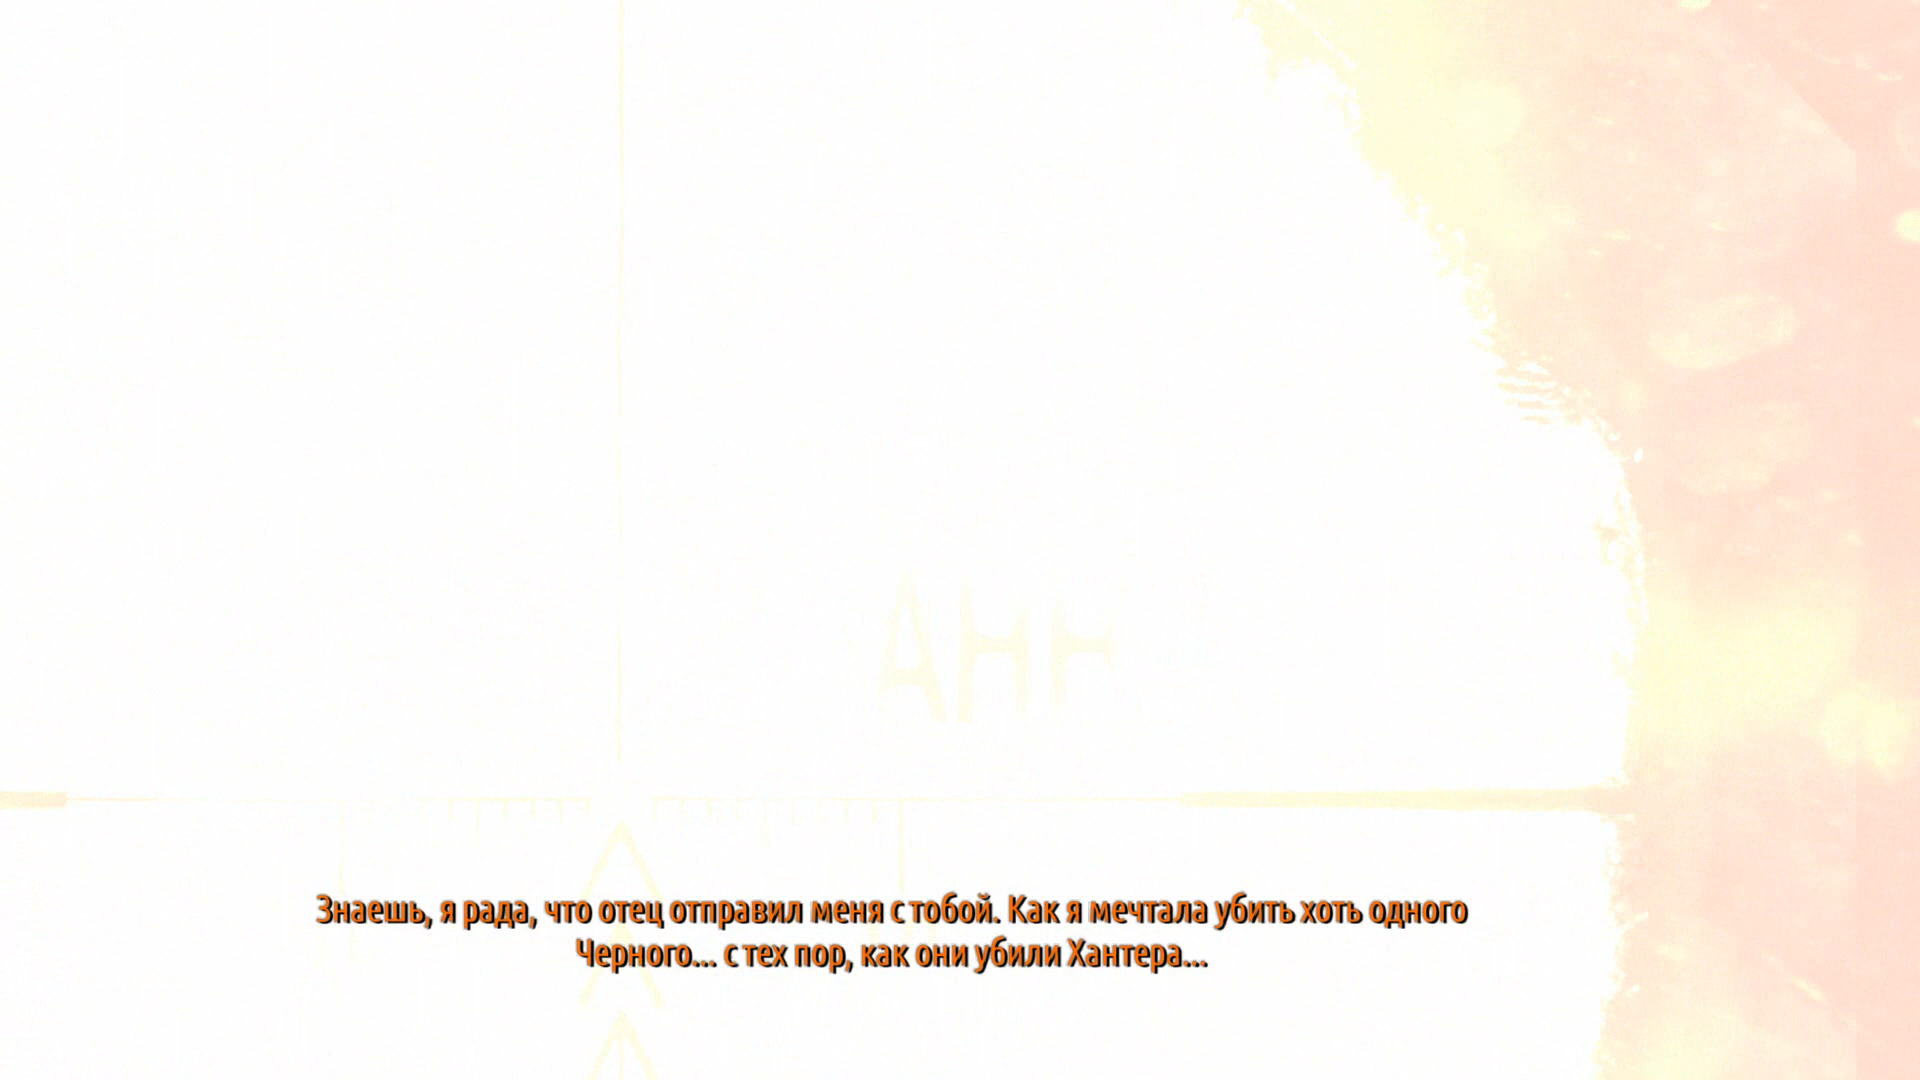 АНН
Знаешь, я рада, что отец отправил меня с тобой. Как я мечтала убить хоть одного
Черного... с тех пор, как они убили Хантера...